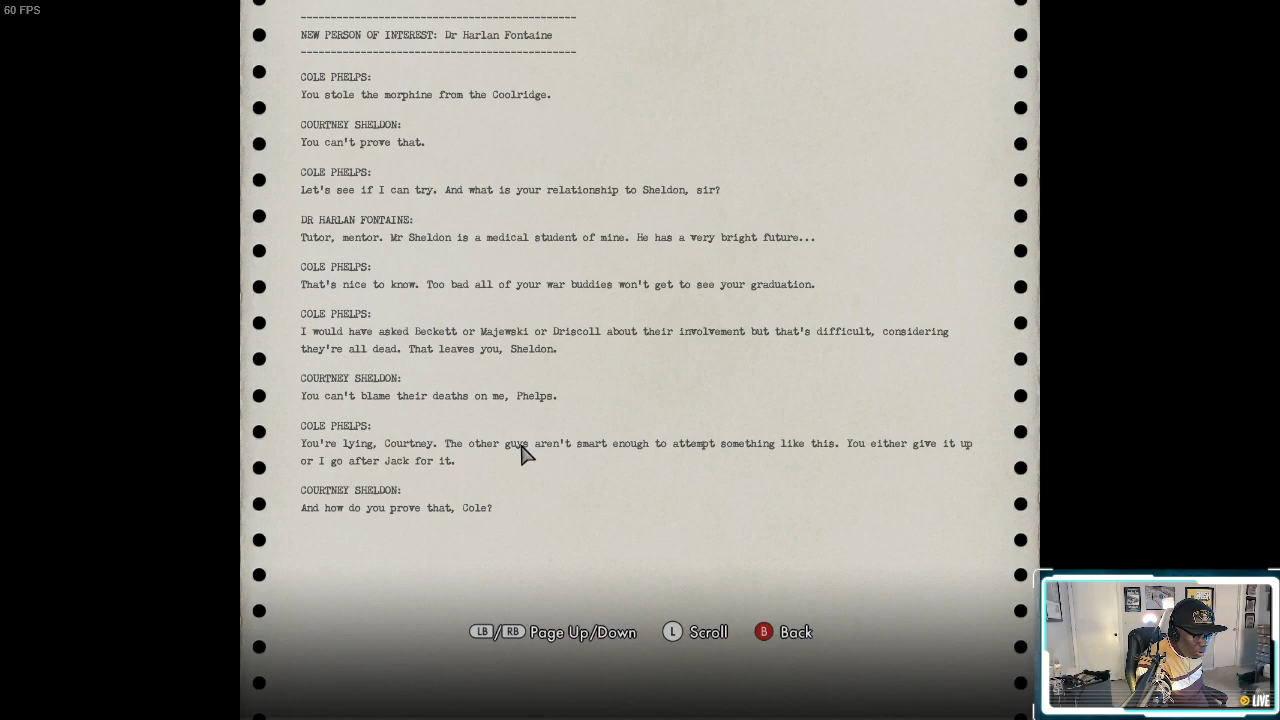 60 FPS
NEW PERSON OF INTEREST: Dr Harlan Fontaine
COLE PHELPS:
You stole the morphine from the Coolridge.
COURTNEY SHELDON:
You can't prove that.
COLE PHELPS:
Let's see if I can try. And what is your relationship to Sheldon, sir?
DR HARLAN FONTAINE:
Tutor, mentor. Mr Sheldon is a medical student of mine. He has a very bright future...
COLE PHELPS:
That's nice to know. Too bad all of your war buddies won't get to see your graduation.
COLE PHELPS:
I would have asked Beckett or Majewski or Driscoll about their involvement but that's difficult, considering
they're all dead. That leaves you, Sheldon.
COURTNEY SHELDON:
You can't blame their deaths on me, Phelps.
COLE PHELPS:
You're lying, Courtney. The other guys aren't smart enough to attempt something like this. You either give it up
or I go after Jack for it.
COURTNEY SHELDON:
And how do you prove that, Cole?
LB/RB Page Up/Down L Scroll B Back
LIVE